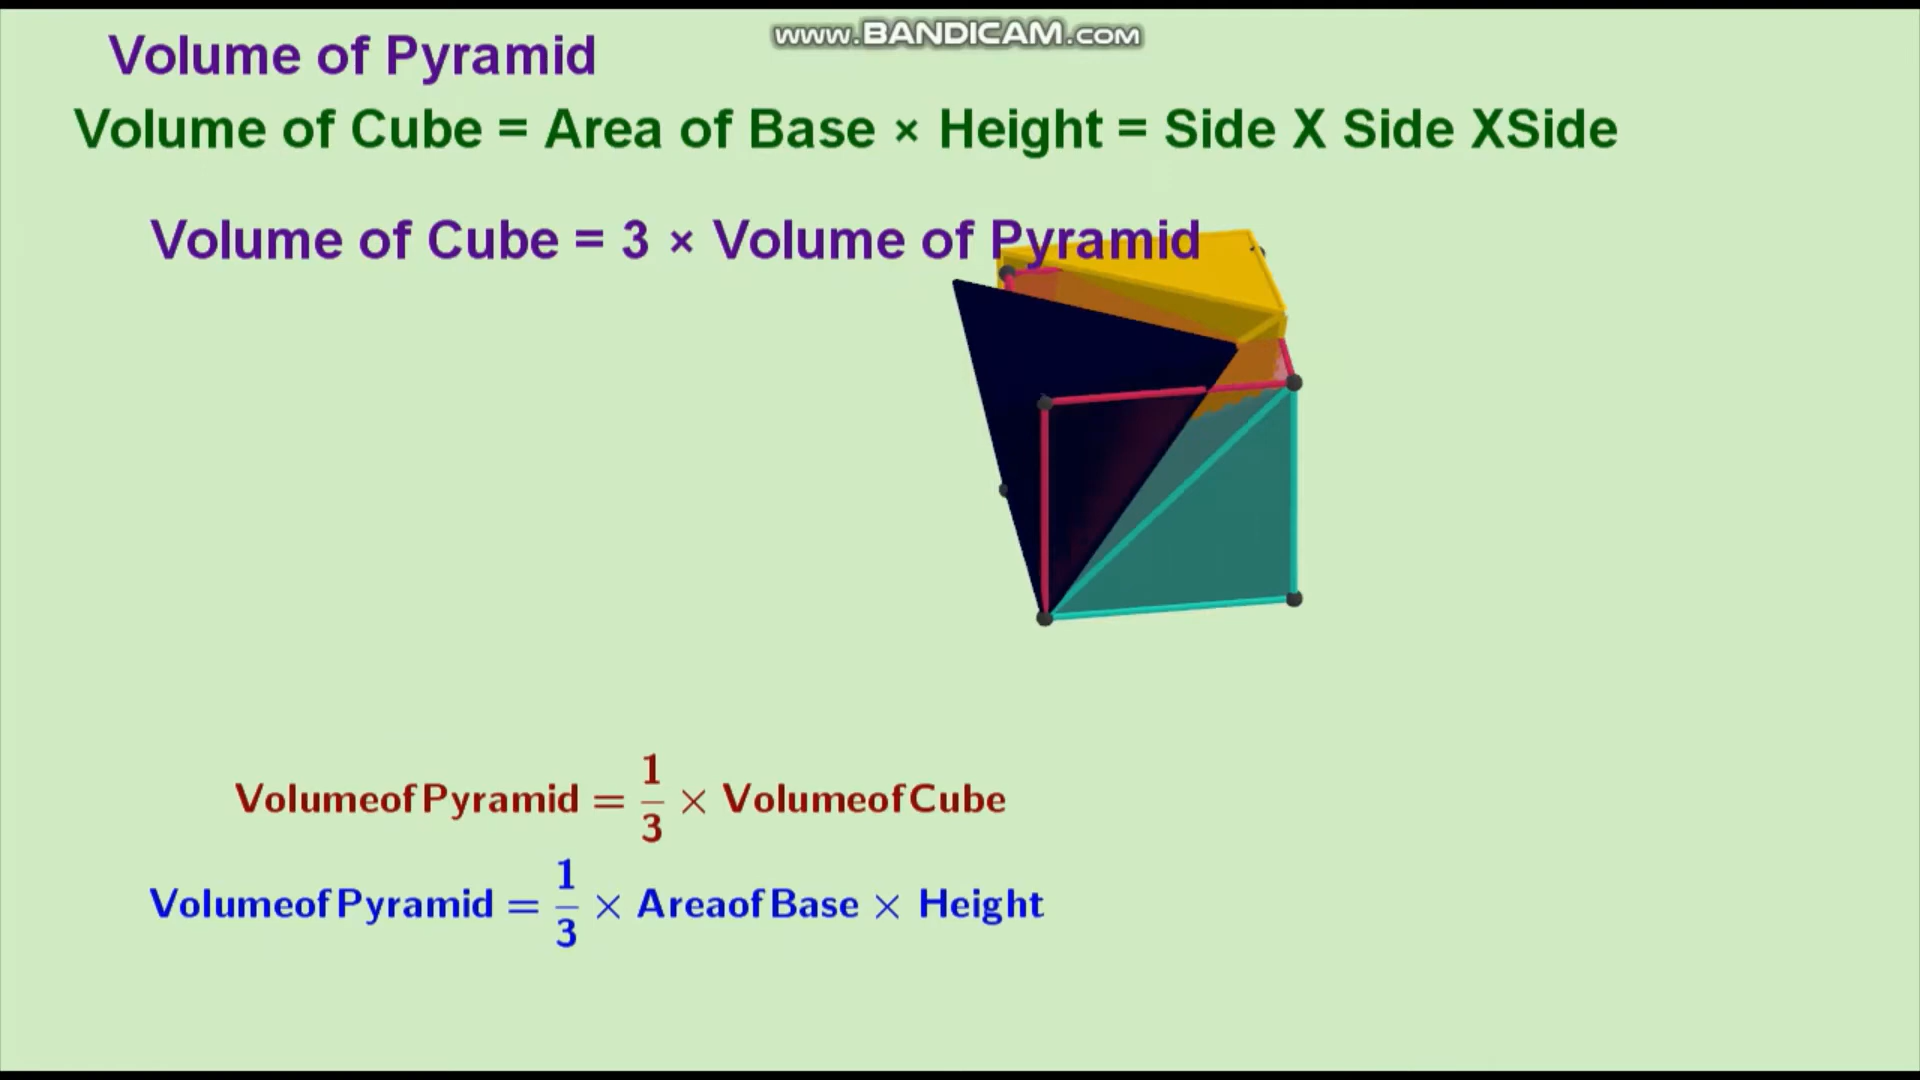 www.BANDICAM.com
Volume of Pyramid
Volume of Cube = Area of Base × Height = Side X Side XSide
Volume of Cube = 3 × Volume of Pyramid
VolumeofPyramid = 1/3 × VolumeofCube
VolumeofPyramid = 1/3 × AreaofBase × Height